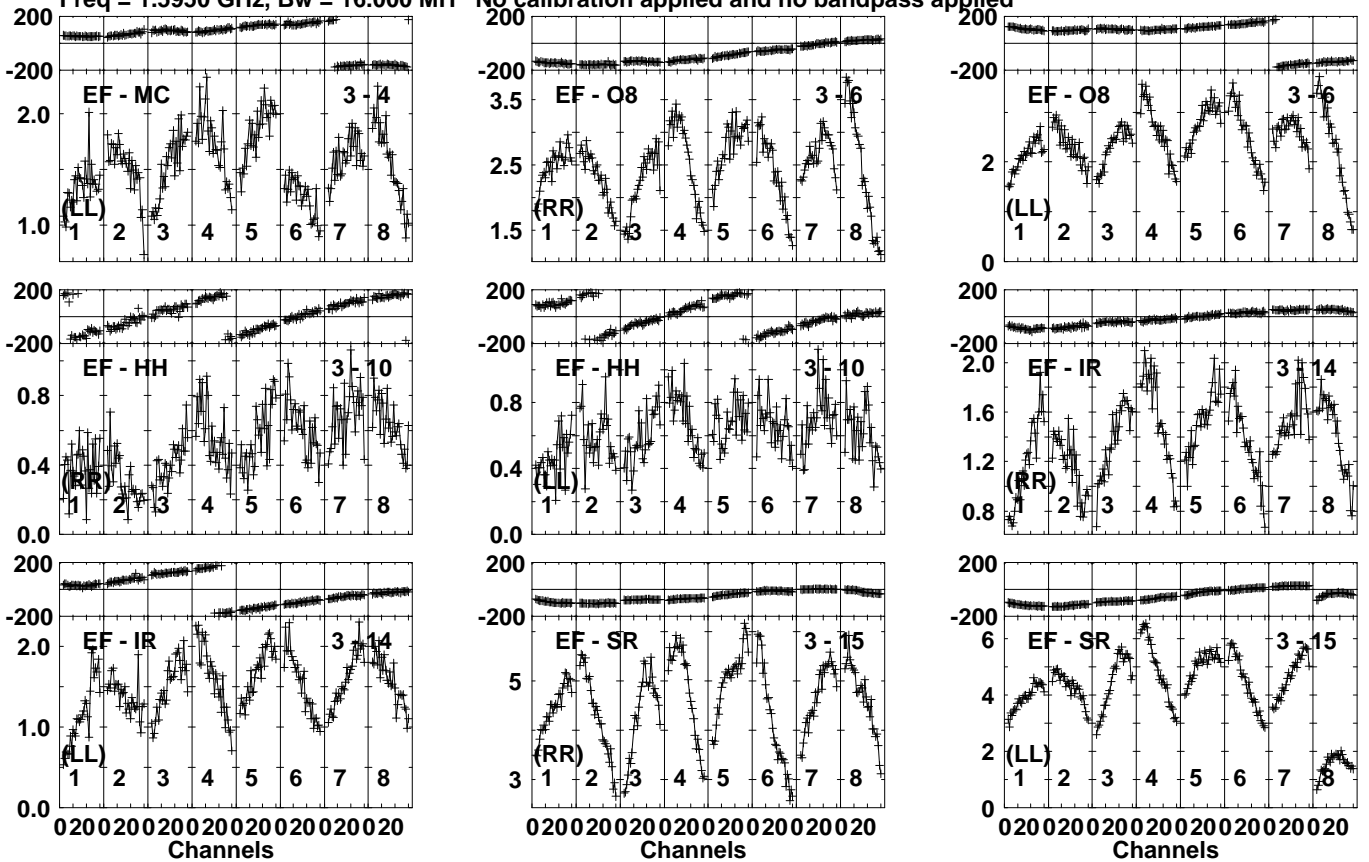 Freq = 1.5950 GHz, Bw = 16.000 MH No calibration applied and no bandpass applied
200 200 200
-200 -200 -200
EF - MC 3 - 4 EF - O8 3 - 6 EF - O8 3 - 6
2.0 3.5
2.5 2
(LL) (RR) (LL)
1.0 1.5
1 2 3 4 5 6 7 8 1 2 3 4 5 6 7 8 1 2 3 4 5 6 7 8
0
200 200 200
-200 -200 -200
EF - HH 3 - 10 EF - HH 3 - 10 EF - IR 3 - 14
2.0
0.8 0.8 1.6
0.4 0.4 1.2
(RR) (LL) (RR)
1 2 3 4 5 6 7 8 1 2 3 4 5 6 7 8 1 2 3 4 5 6 7 8
0.8
0.0 0.0
200 200 200
-200 -200 -200
EF - IR 3 - 14 EF - SR 3 - 15 EF - SR 3 - 15
2.0 6
5 4
1.0
(LL) (RR) (LL)
2
1 2 3 4 5 6 7 8 3 1 2 3 4 5 6 7 8 1 2 3 4 5 6 7 8
0.0 0
0 20 0 20 0 20 0 20 0 20 0 20 0 20 0 20 0 20 0 20 0 20 0 20 0 20 0 20 0 20 0 20 0 20 0 20 0 20 0 20 0 20 0 20 0 20 0 20
Channels Channels Channels